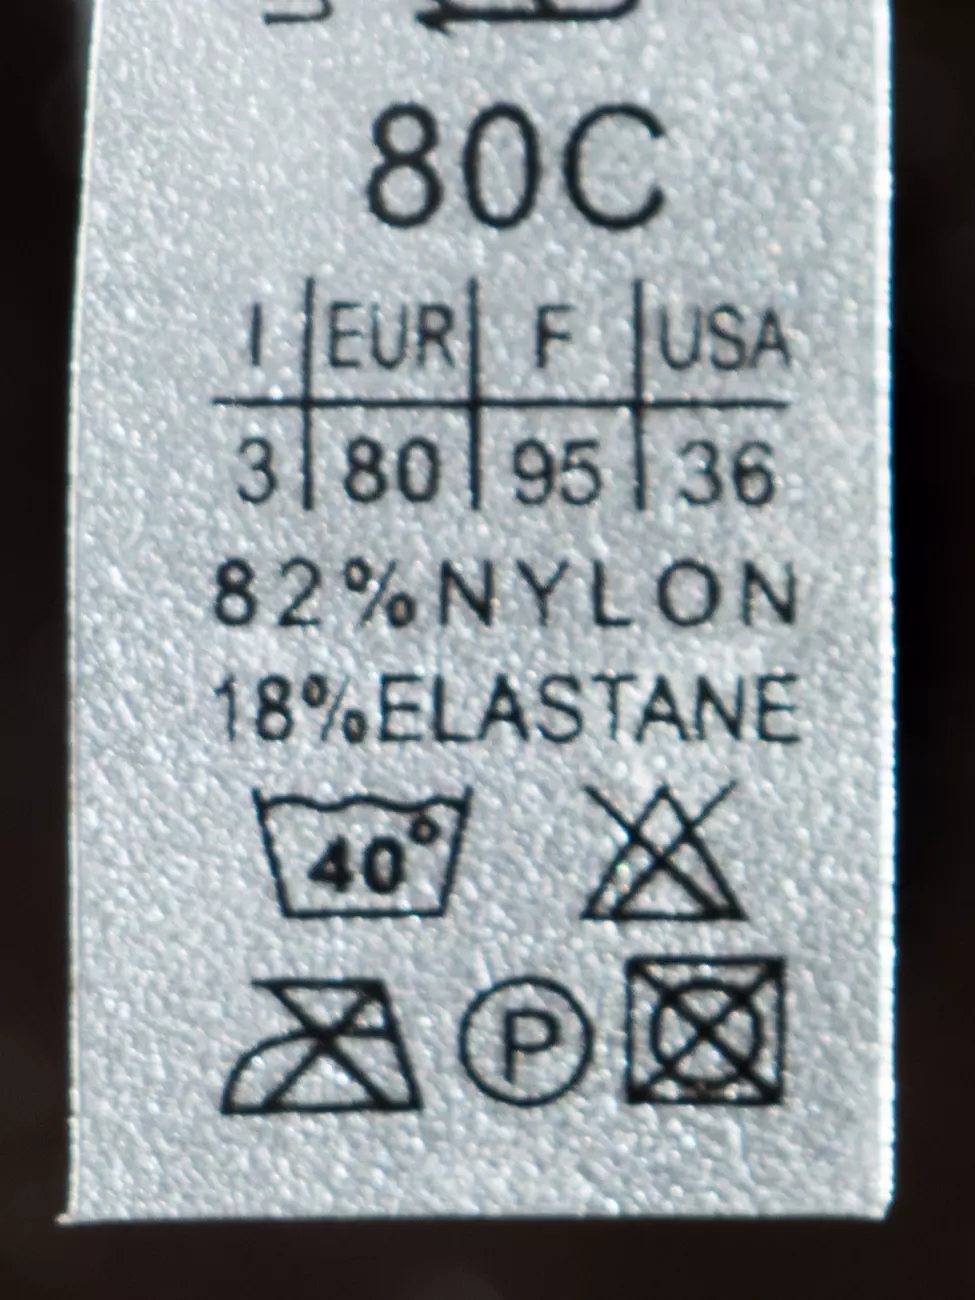 80C
I EUR F USA
3 80 95 36
82%NYLON
18%ELASTANE
40°
P